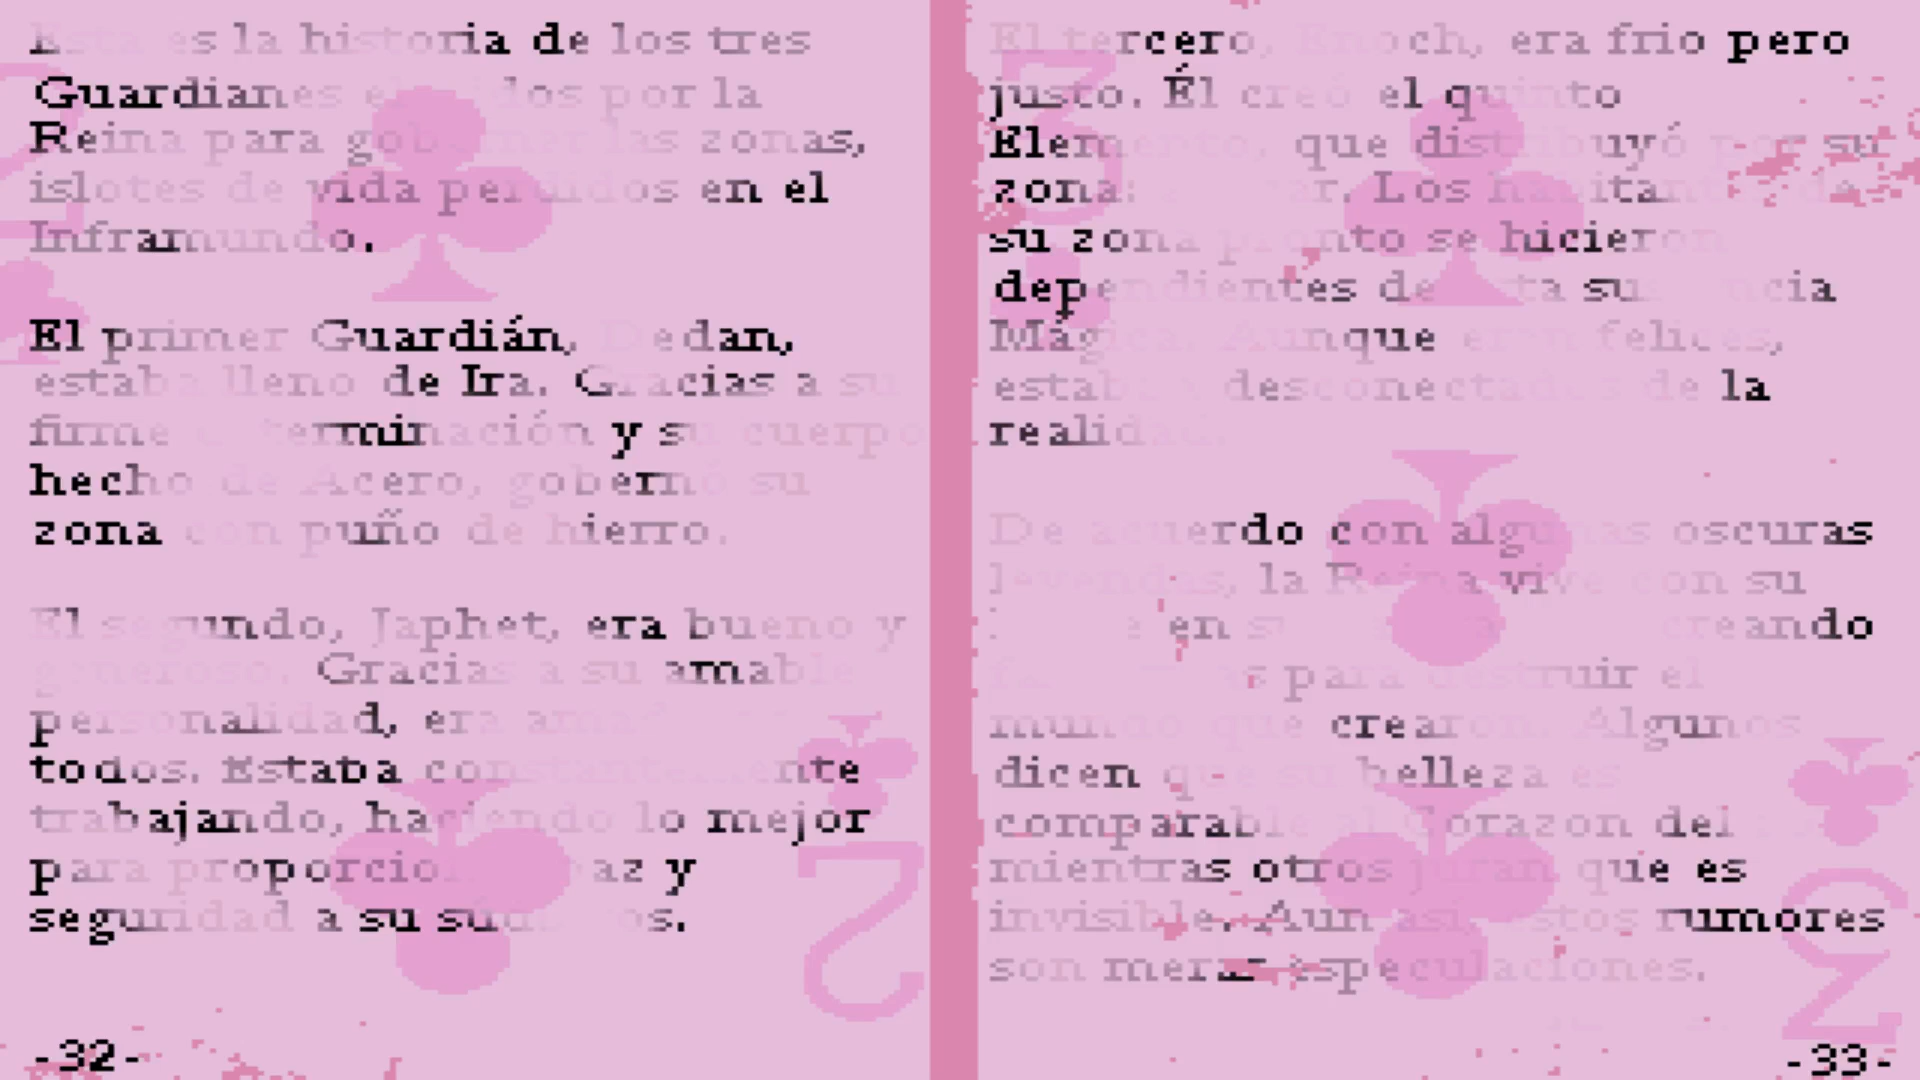 Esta es la historia de los tres
Guardianes elegidos por la
Reina para gobernar las zonas,
islotes de vida perdidos en el
Inframundo.
El primer Guardián, Dedan,
estaba lleno de Ira. Gracias a su
firme determinación y su cuerpo
hecho de Acero, gobernó su
zona con puño de hierro.
El segundo, Japhet, era bueno y
generoso. Gracias a su amable
personalidad, era amado
todos. Estaba constantemente
trabajando, haciendo lo mejor
para proporcionar paz y
seguridad a su súbditos.
-32-
El tercero, Enoch, era frio pero
justo. Él creó el quinto
Elemento, que distribuyó por su
zona: Los habitantes de
su zona pronto se hicieron
dependientes de esta sustancia
Mágica. Aunque eran felices,
estaban desconectados de la
realidad.
De acuerdo con algunas oscuras
leyendas, la Reina vive con su
en su creando
para destruir el
mundo que crearon. Algunos
dicen que su belleza es
comparable al Corazon del
mientras otros juran que es
invisible. Aun así, estos rumores
son meras especulaciones.
-33-